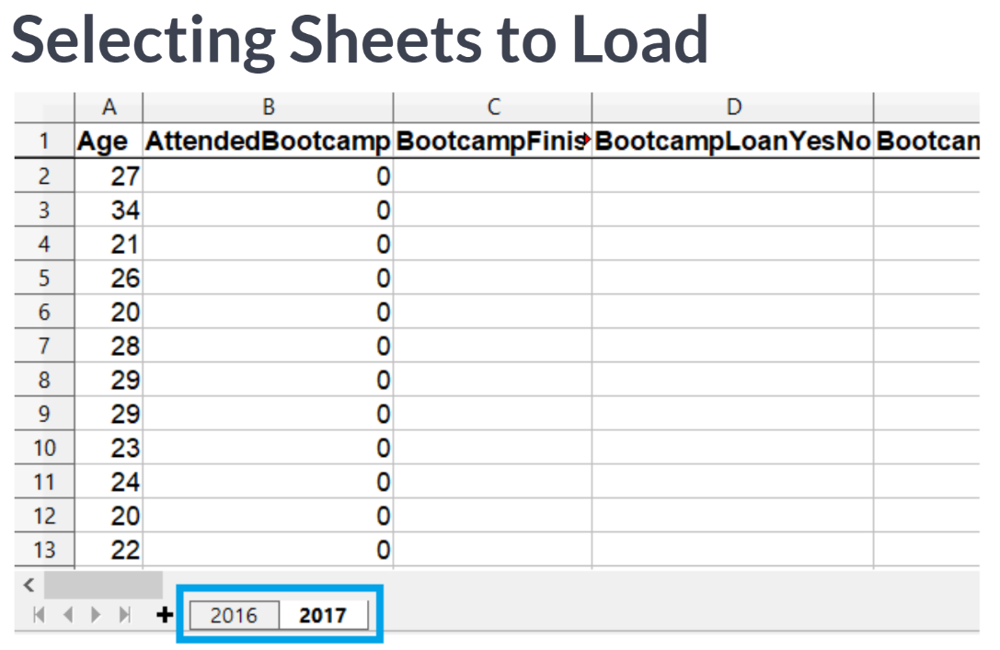 Selecting Sheets to Load
A B C D
1 Age AttendedBootcamp BootcampFinis BootcampLoanYesNo Bootcan
2 27 0
3 34 0
4 21 0
5 26 0
6 20 0
7 28 0
8 29 0
9 29 0
10 23 0
11 24 0
12 20 0
13 22 0
2016 2017